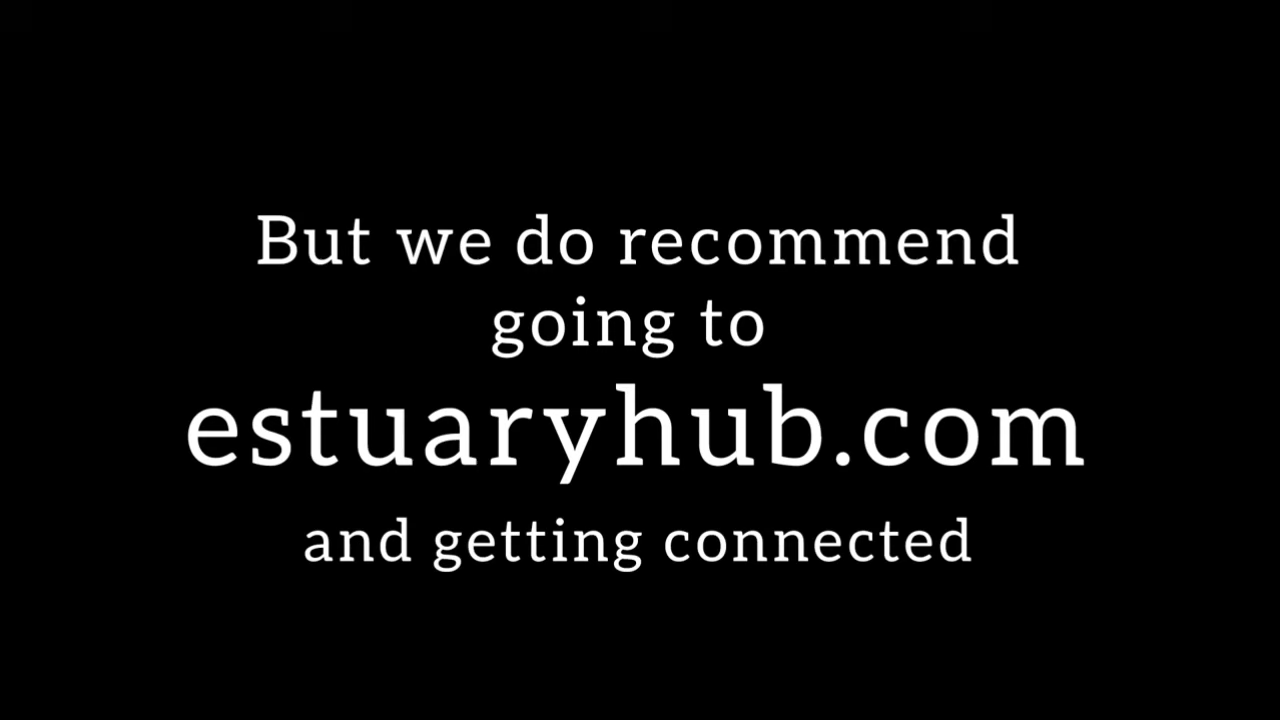 But we do recommend
going to
estuaryhub.com
and getting connected